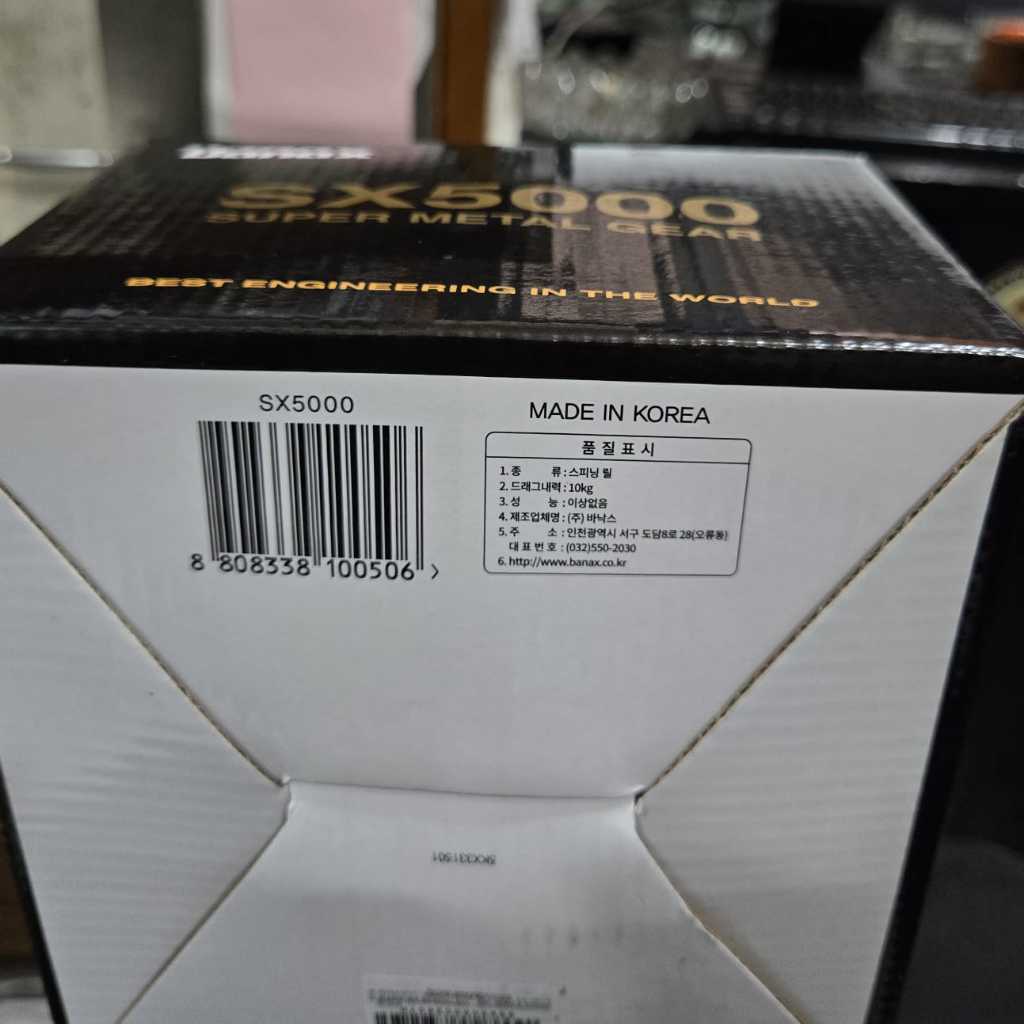 SX5000
SUPER METAL GEAR
BEST ENGINEERING IN THE WORLD
SX5000
MADE IN KOREA
8 808338 100506 >
품 질 표 시
1. 종 류 : 스피닝 릴
2. 드래그내력 : 10kg
3. 성 능 : 이상없음
4. 제조업체명 : (주) 바낙스
5. 주 소 : 인천광역시 서구 도담8로 28(오류동)
대 표 번 호 : (032)550-2030
6. http://www.banax.co.kr